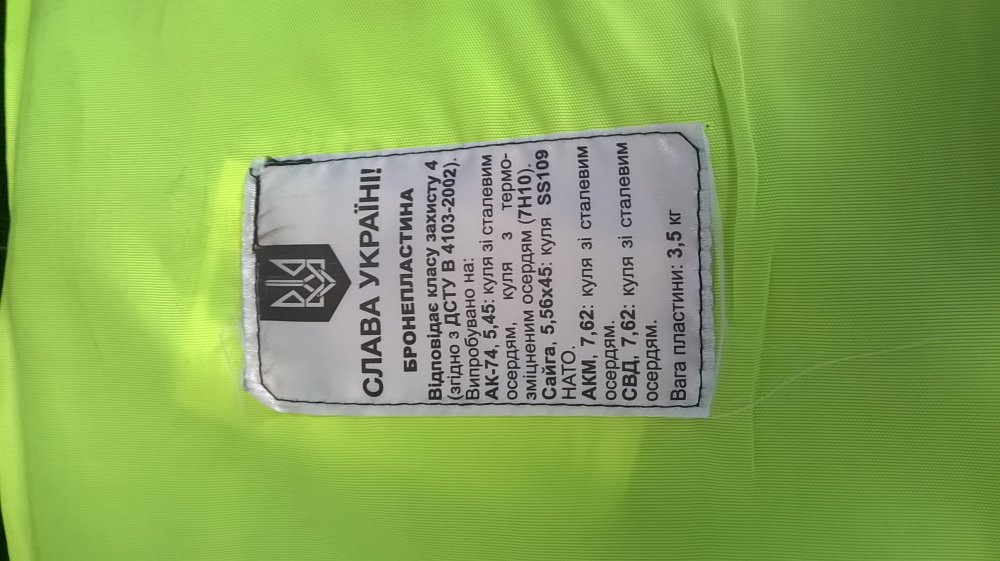 СЛАВА УКРАЇНІ!
БРОНЕПЛАСТИНА
Відповідає класу захисту 4
(згідно з ДСТУ В 4103-2002).
Випробувано на:
АК-74, 5,45: куля зі сталевим
осердям, куля з термо-
зміцненим осердям (7Н10).
Сайга, 5,56х45: куля SS109
НАТО.
АКМ, 7,62: куля зі сталевим
осердям.
СВД, 7,62: куля зі сталевим
осердям.
Вага пластини: 3,5 кг